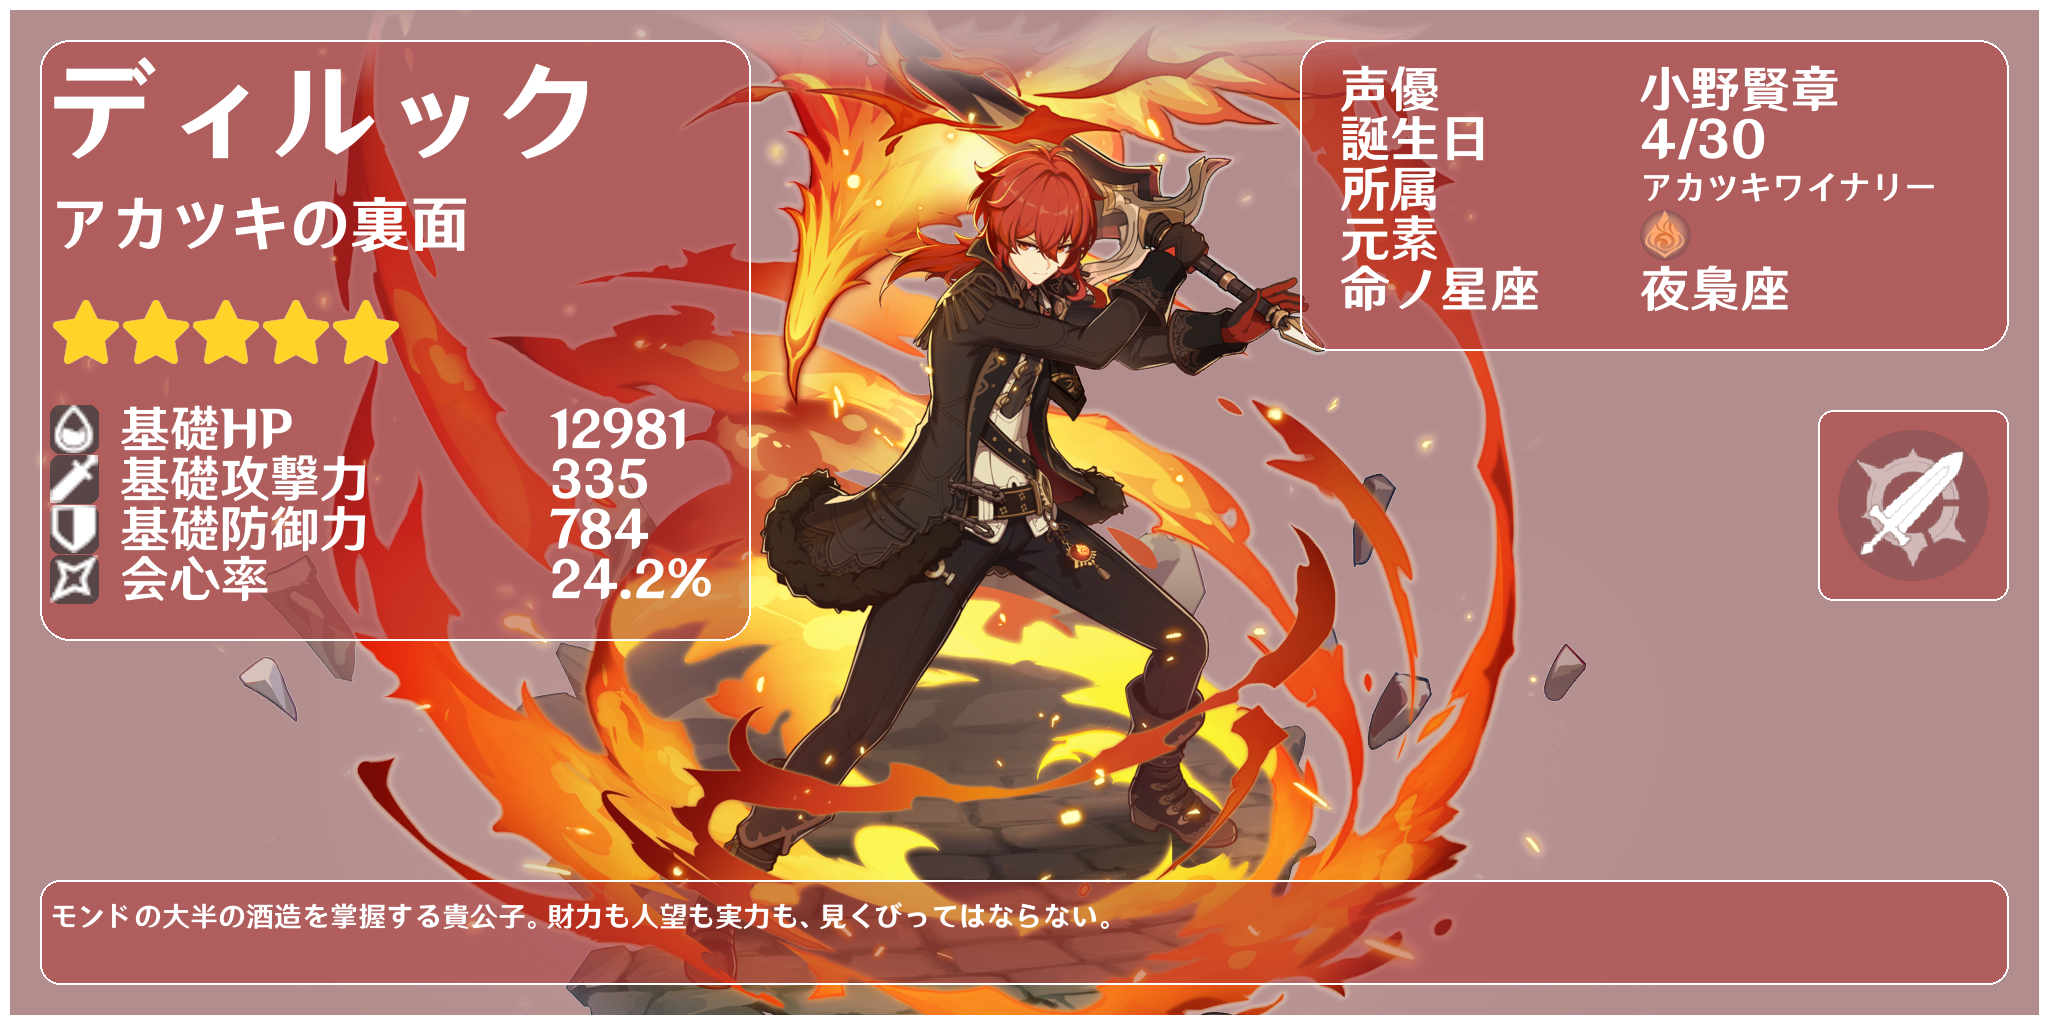 ディルック
アカツキの裏面
基礎HP 12981
基礎攻撃力 335
基礎防御力 784
会心率 24.2%
声優 小野賢章
誕生日 4/30
所属 アカツキワイナリー
元素
命ノ星座 夜梟座
モンドの大半の酒造を掌握する貴公子。財力も人望も実力も、見くびってはならない。